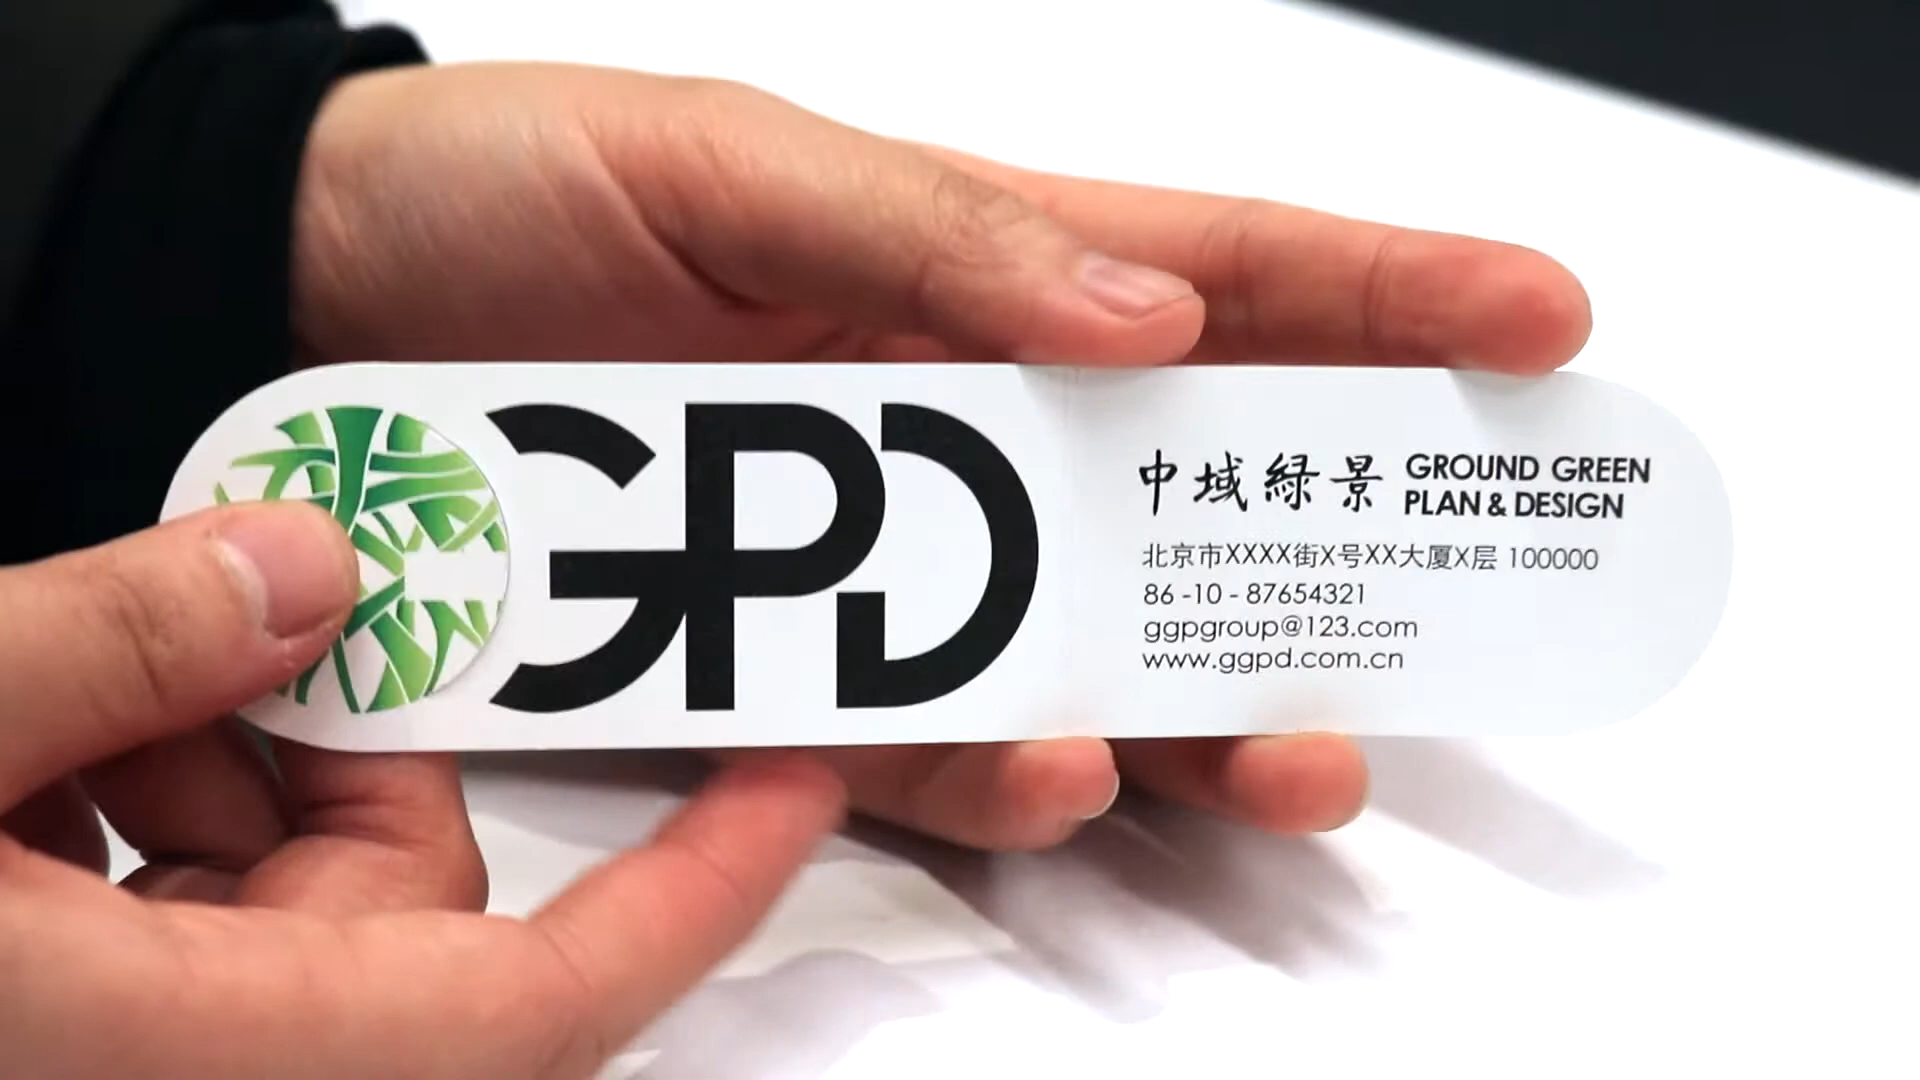 GPD
中域緑景 GROUND GREEN
PLAN & DESIGN
北京市XXXX街X号XX大厦X层 100000
86 -10 - 87654321
ggpgroup@123.com
www.ggpd.com.cn